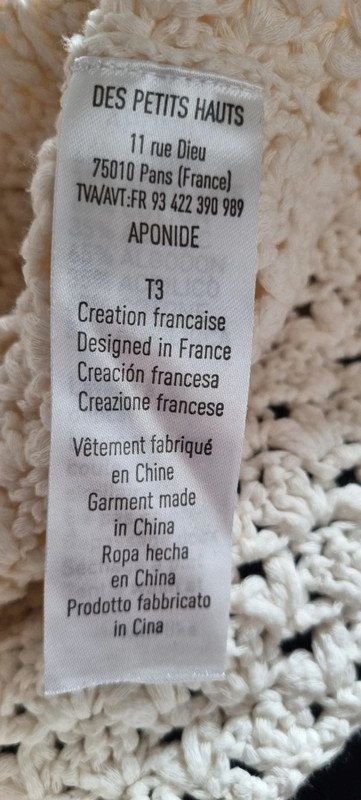 DES PETITS HAUTS
11 rue Dieu
75010 Pans (France)
TVA/AVT:FR 93 422 390 989
APONIDE
T3
Creation francaise
Designed in France
Creación francesa
Creazione francese
Vêtement fabriqué
en Chine
Garment made
in China
Ropa hecha
en China
Prodotto fabbricato
in Cina